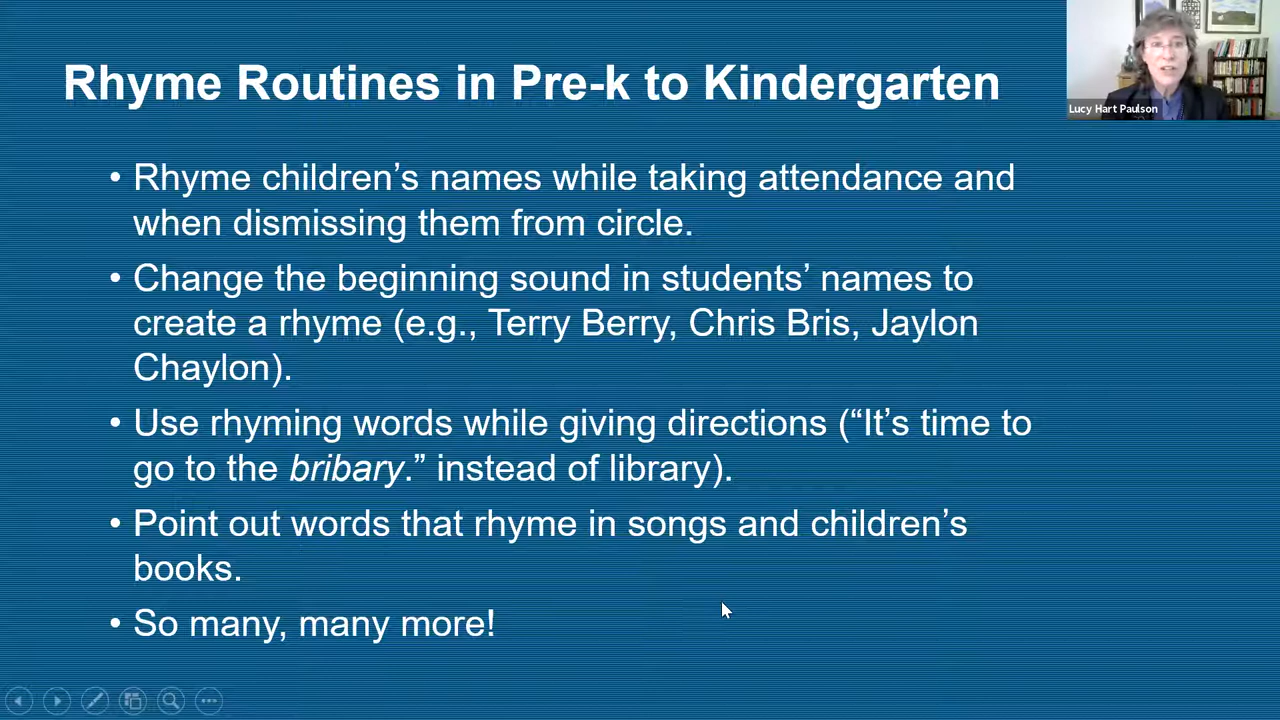 Rhyme Routines in Pre-k to Kindergarten
Lucy Hart Paulson
• Rhyme children’s names while taking attendance and
when dismissing them from circle.
• Change the beginning sound in students’ names to
create a rhyme (e.g., Terry Berry, Chris Bris, Jaylon
Chaylon).
• Use rhyming words while giving directions (“It’s time to
go to the bribary.” instead of library).
• Point out words that rhyme in songs and children’s
books.
• So many, many more!